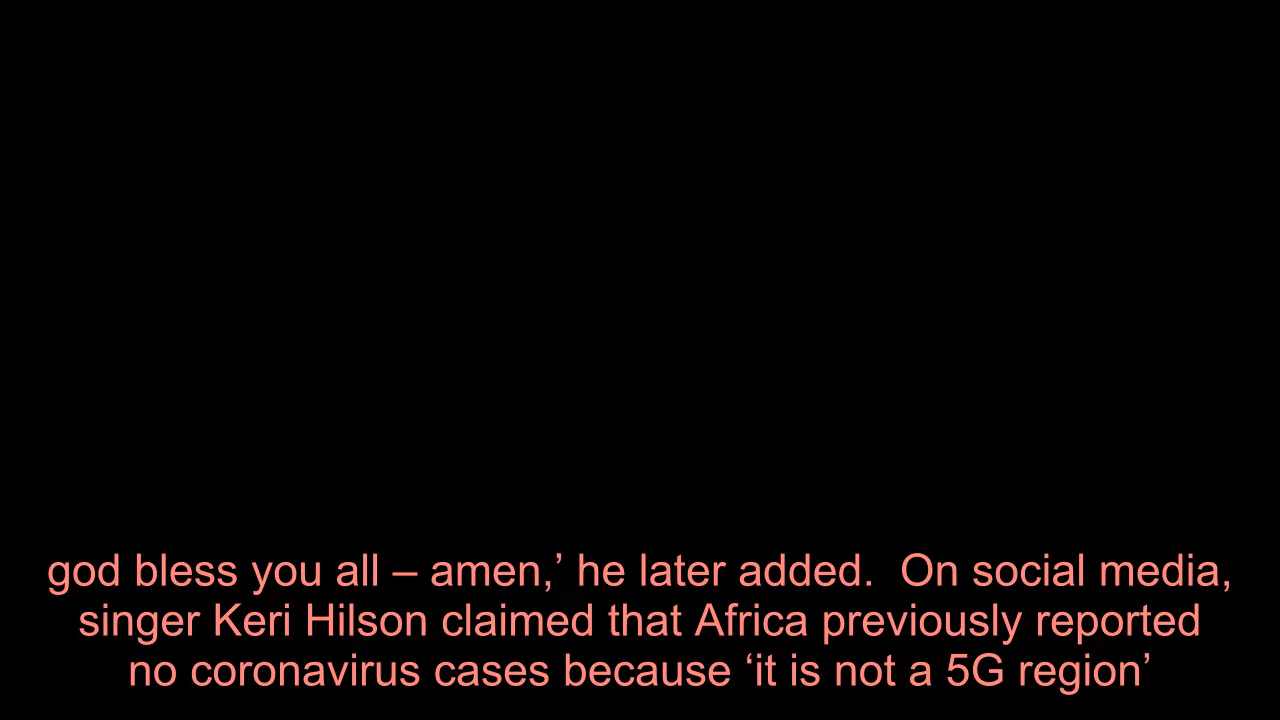 god bless you all – amen,’ he later added.  On social media,
singer Keri Hilson claimed that Africa previously reported
no coronavirus cases because ‘it is not a 5G region’